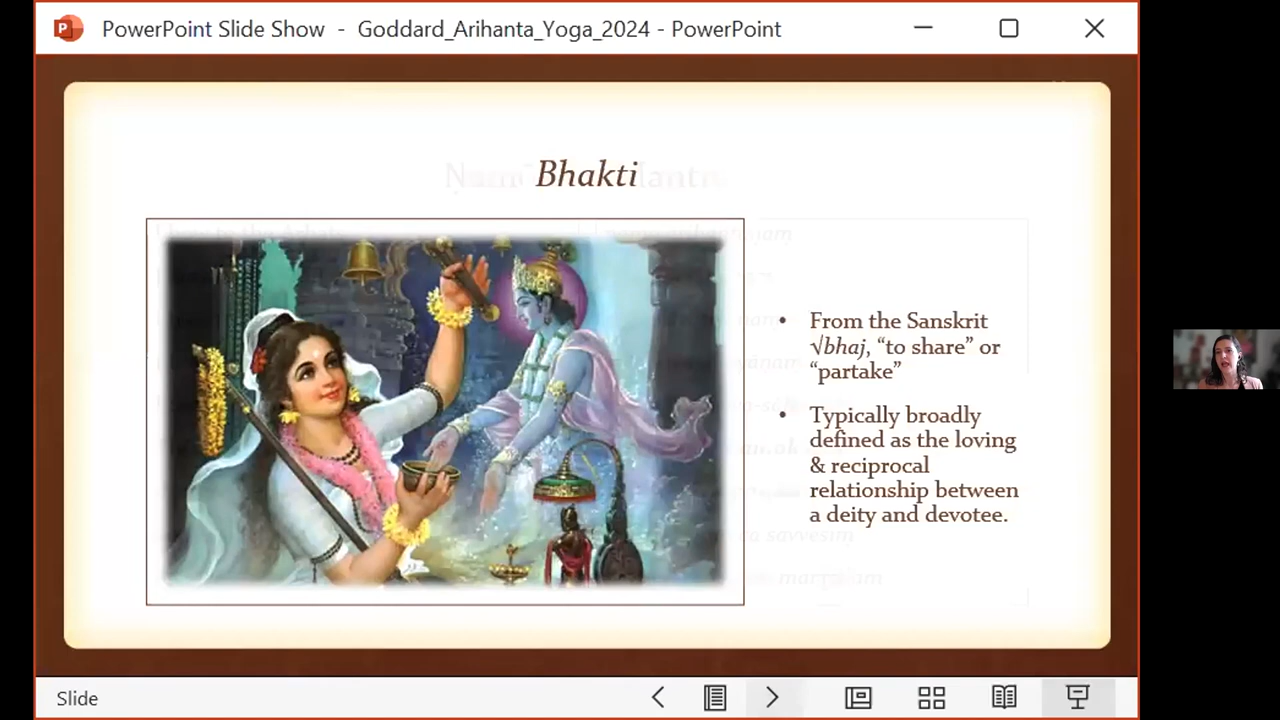 PowerPoint Slide Show - Goddard_Arihanta_Yoga_2024 - PowerPoint
Bhakti
• From the Sanskrit
√bhaj, “to share” or
“partake”
• Typically broadly
defined as the loving
& reciprocal
relationship between
a deity and devotee.
Slide